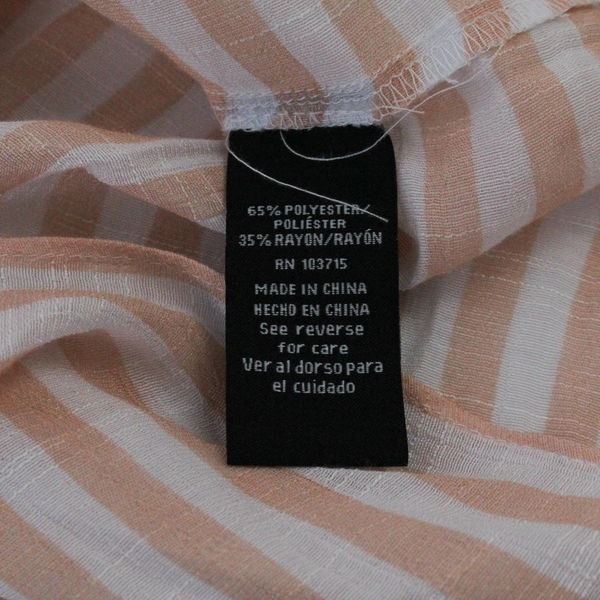 65% POLYESTER/
POLIÉSTER
35% RAYON/RAYÓN
RN 103715
MADE IN CHINA
HECHO EN CHINA
See reverse
for care
Ver al dorso para
el cuidado